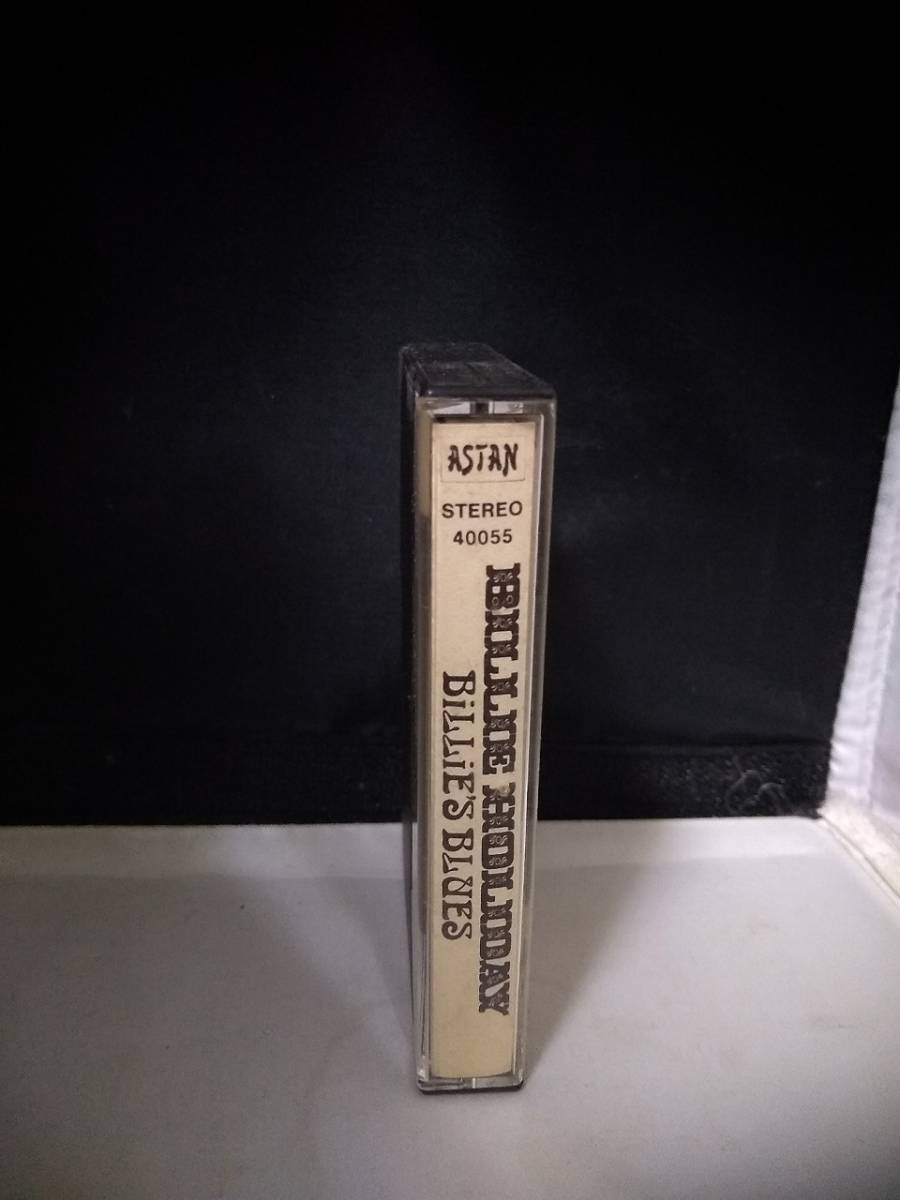 ASTAN
STEREO
40055
BILLIE HOLIDAY
BiLLiE'S BLUES